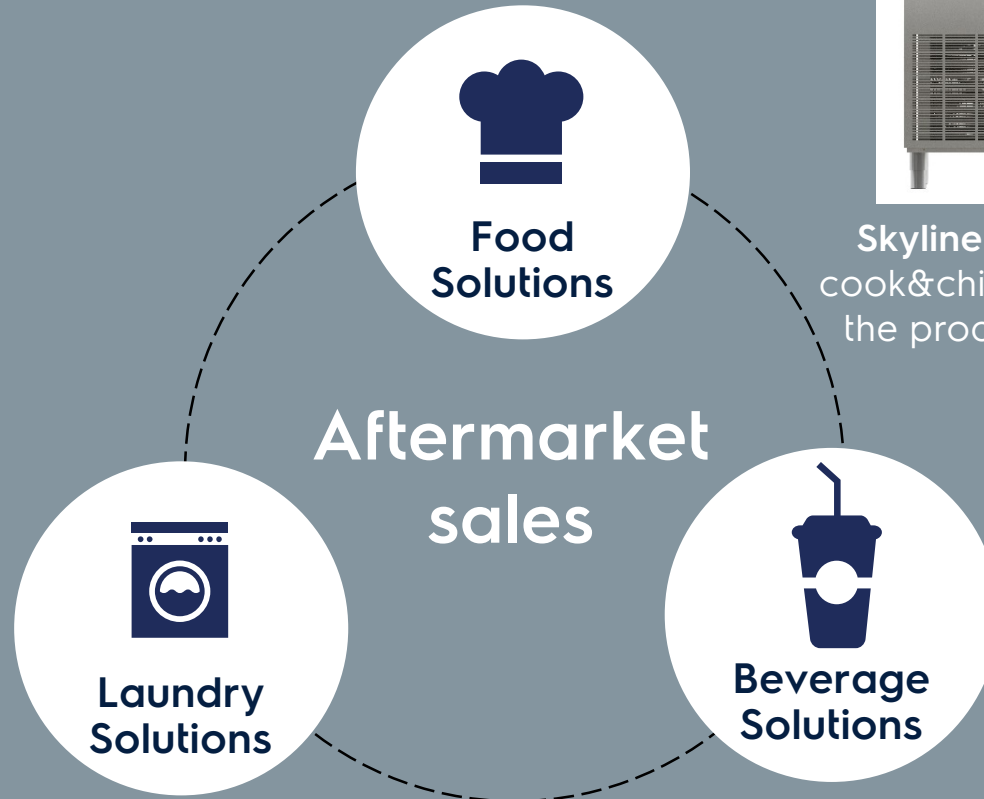 Food
Solutions
Skyline
cook&chi
the proc
Aftermarket
sales
Laundry
Solutions
Beverage
Solutions